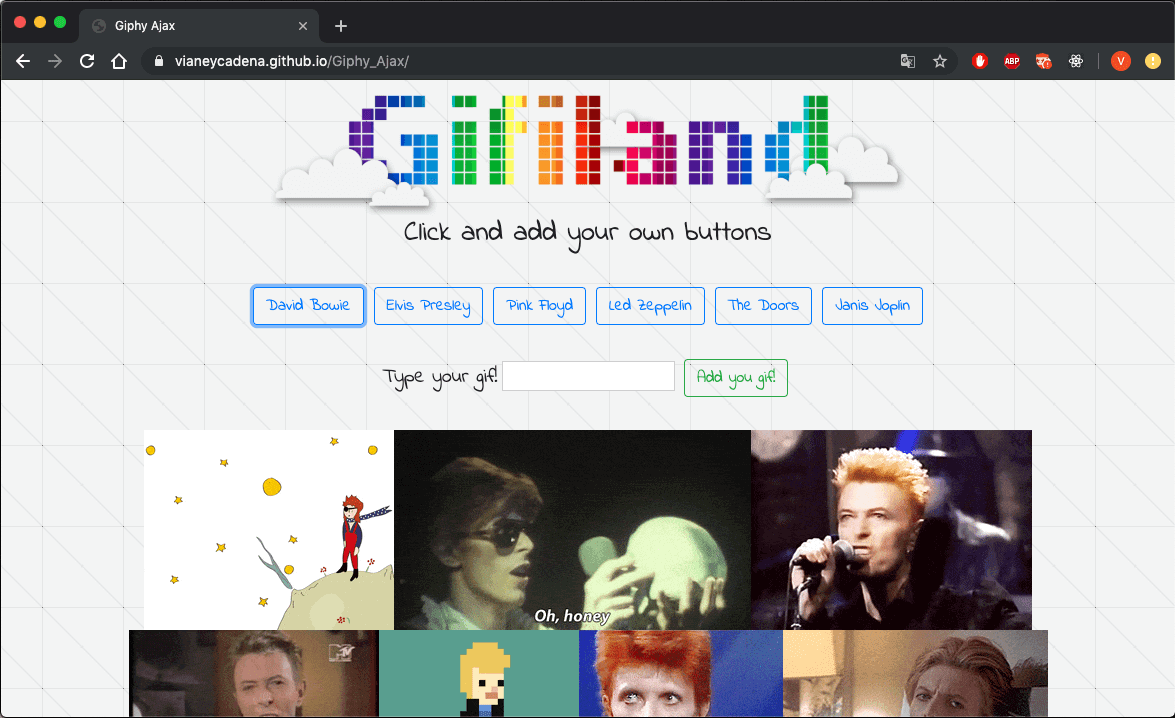 Giphy Ajax
vianeycadena.github.io/Giphy_Ajax/
ABP
V
Gifiland
Click and add your own buttons
David Bowie
Elvis Presley
Pink Floyd
Led Zeppelin
The Doors
Janis Joplin
Type your gif!
Add you gif!
Oh, honey
MTV